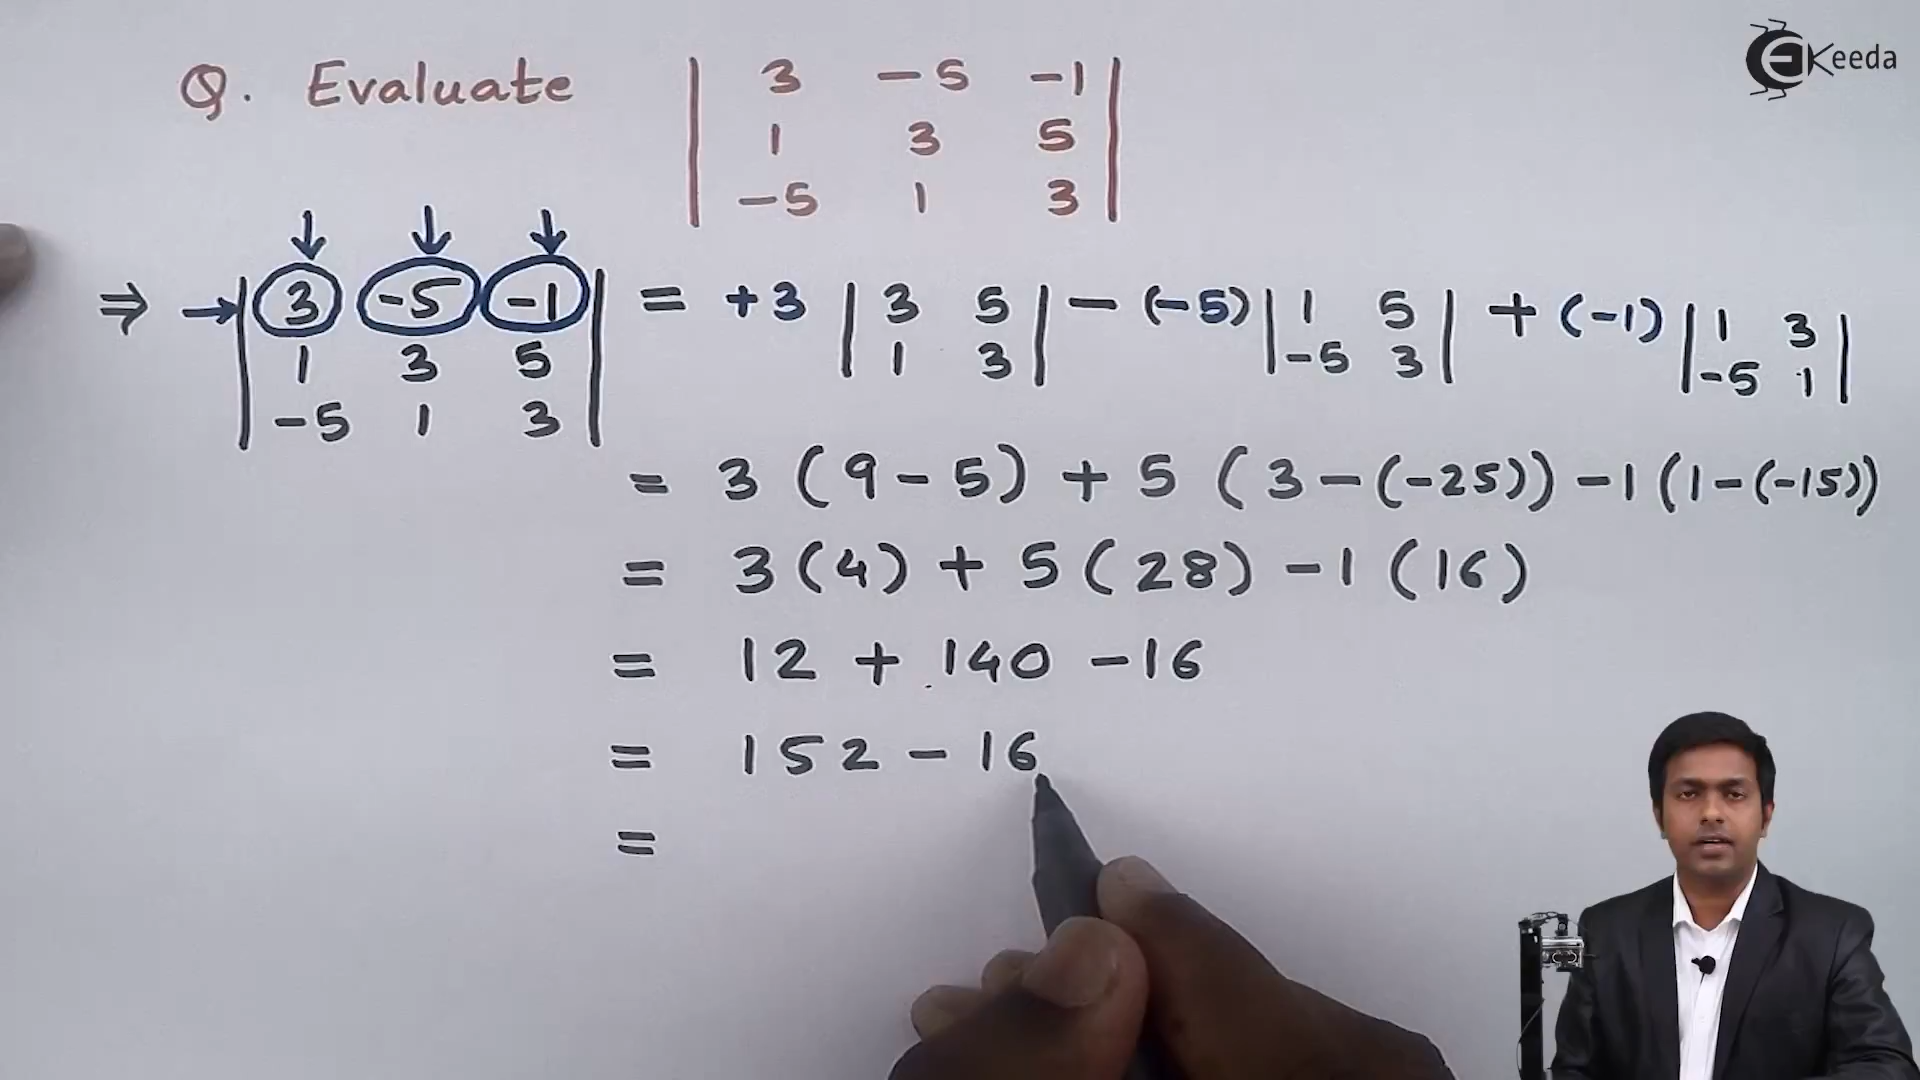 Q. Evaluate | 3 -5 -1 |
| 1 3 5 |
| -5 1 3 |
⇒ → | 3 -5 -1 | = +3 | 3 5 | - (-5) | 1 5 | + (-1) | 1 3 |
| 1 3 5 | | 1 3 | | -5 3 | | -5 1 |
| -5 1 3 |
= 3 ( 9 - 5 ) + 5 ( 3 - (-25)) - 1 ( 1 - (-15))
= 3 ( 4 ) + 5 ( 28 ) - 1 ( 16 )
= 12 + 140 - 16
= 152 - 16
=
EKeeda